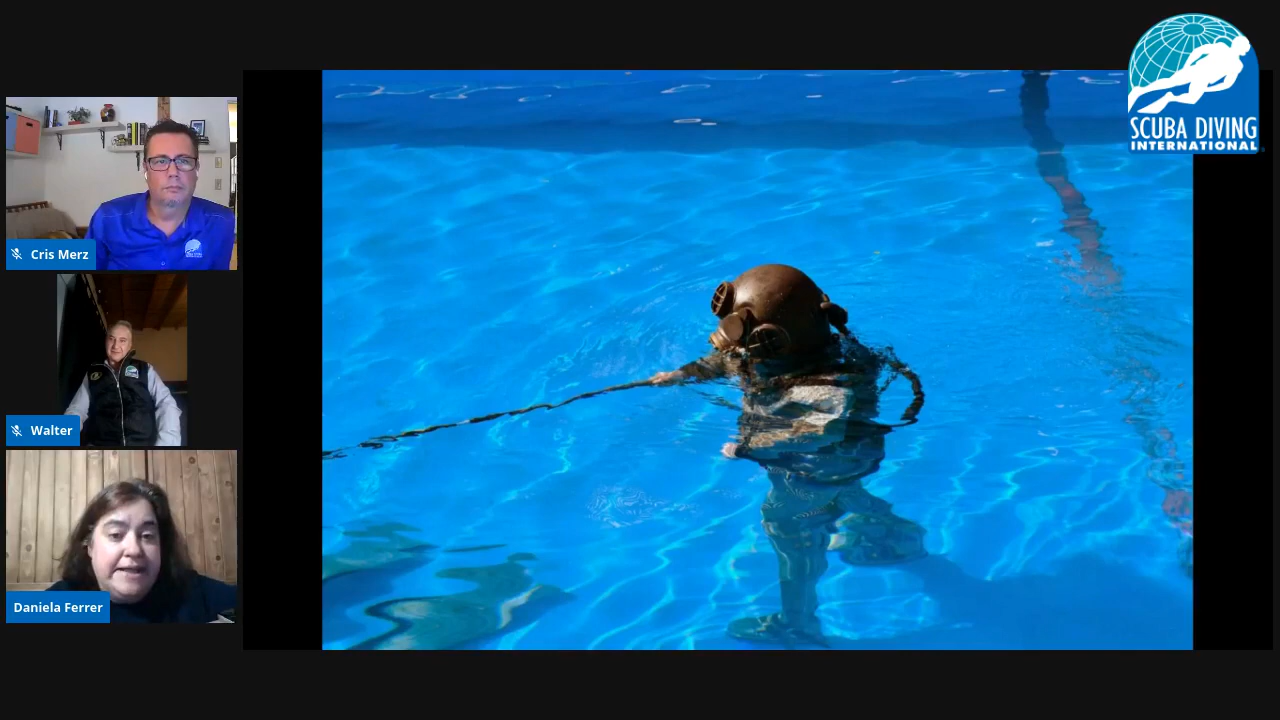 SCUBA DIVING
INTERNATIONAL
Cris Merz
Walter
Daniela Ferrer